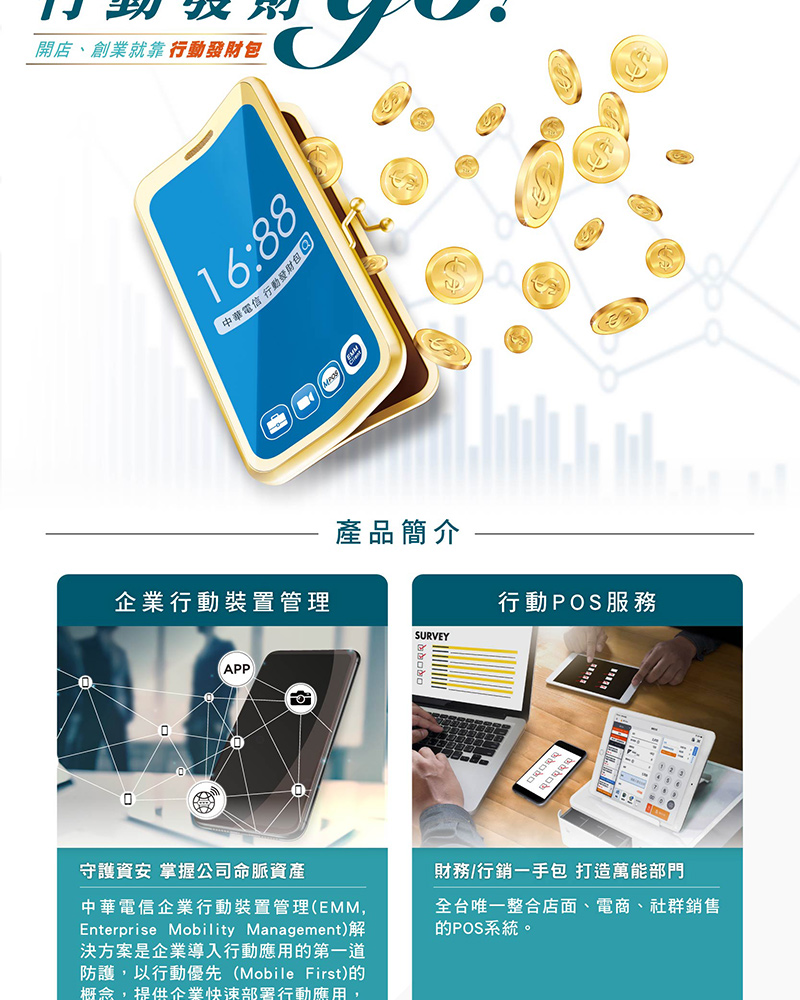 行動發財go!
開店、創業就靠 行動發財包
16:88
中華電信 行動發財包
MPOS
EMM Client
產品簡介
企業行動裝置管理
APP
守護資安 掌握公司命脈資產
中華電信企業行動裝置管理(EMM,
Enterprise Mobility Management)解
決方案是企業導入行動應用的第一道
防護，以行動優先 (Mobile First)的
概念，提供企業快速部署行動應用，
行動POS服務
SURVEY
財務/行銷一手包 打造萬能部門
全台唯一整合店面、電商、社群銷售
的POS系統。